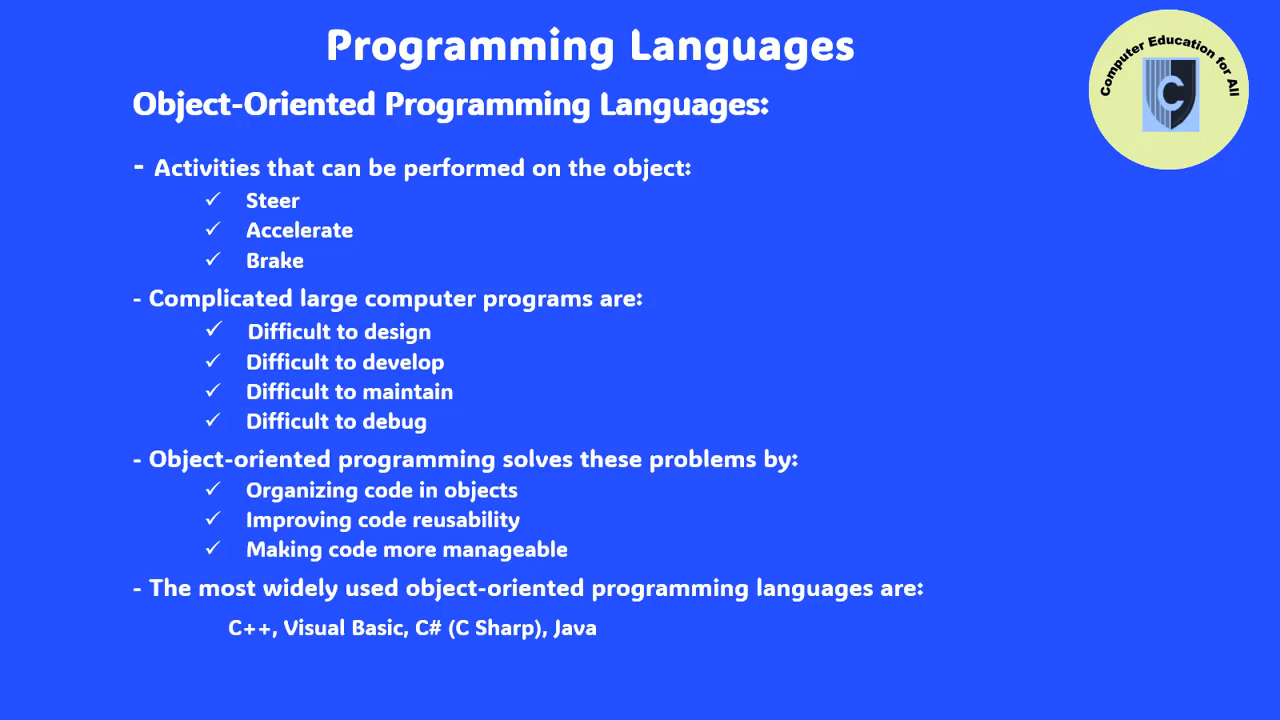 Programming Languages
Computer Education for All
C
Object-Oriented Programming Languages:
- Activities that can be performed on the object:
✓ Steer
✓ Accelerate
✓ Brake
- Complicated large computer programs are:
✓ Difficult to design
✓ Difficult to develop
✓ Difficult to maintain
✓ Difficult to debug
- Object-oriented programming solves these problems by:
✓ Organizing code in objects
✓ Improving code reusability
✓ Making code more manageable
- The most widely used object-oriented programming languages are:
C++, Visual Basic, C# (C Sharp), Java